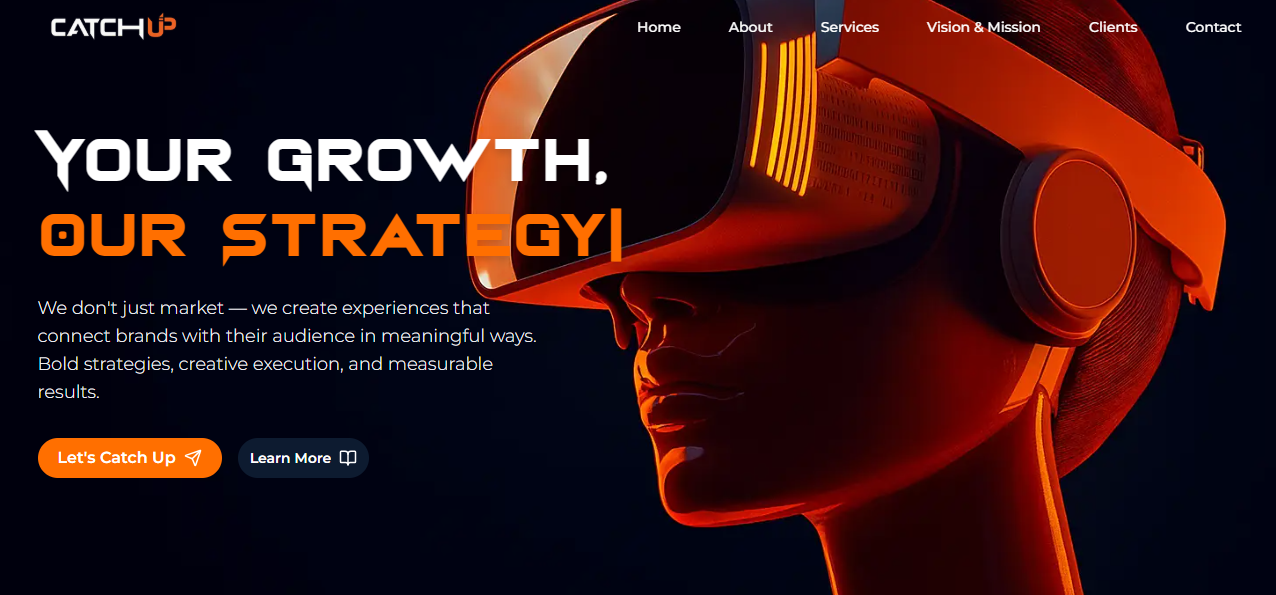 CATCHUP
Home About Services Vision & Mission Clients Contact
YOUR GROWTH,
OUR STRATEGY|
We don't just market — we create experiences that
connect brands with their audience in meaningful ways.
Bold strategies, creative execution, and measurable
results.
Let's Catch Up
Learn More